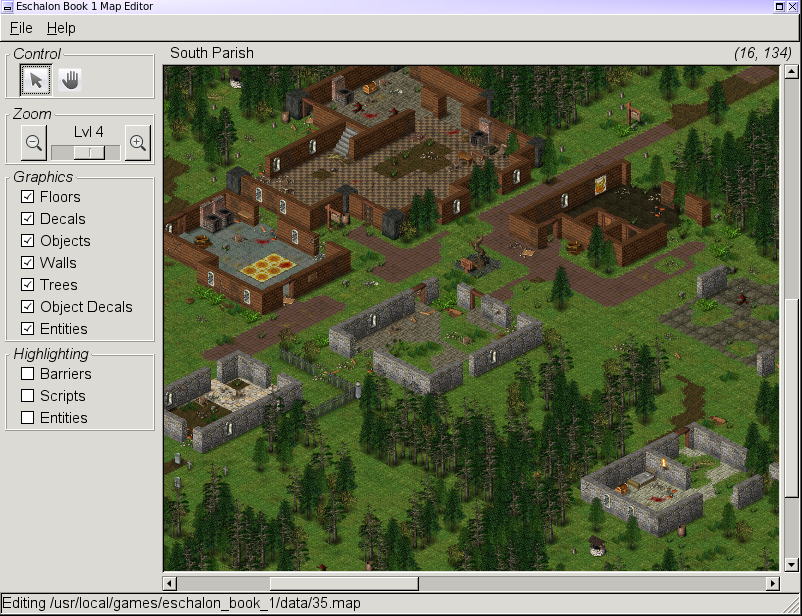 Eschalon Book 1 Map Editor
File Help
Control
South Parish
(16, 134)
Zoom
Lvl 4
Graphics
Floors
Decals
Objects
Walls
Trees
Object Decals
Entities
Highlighting
Barriers
Scripts
Entities
Editing /usr/local/games/eschalon_book_1/data/35.map